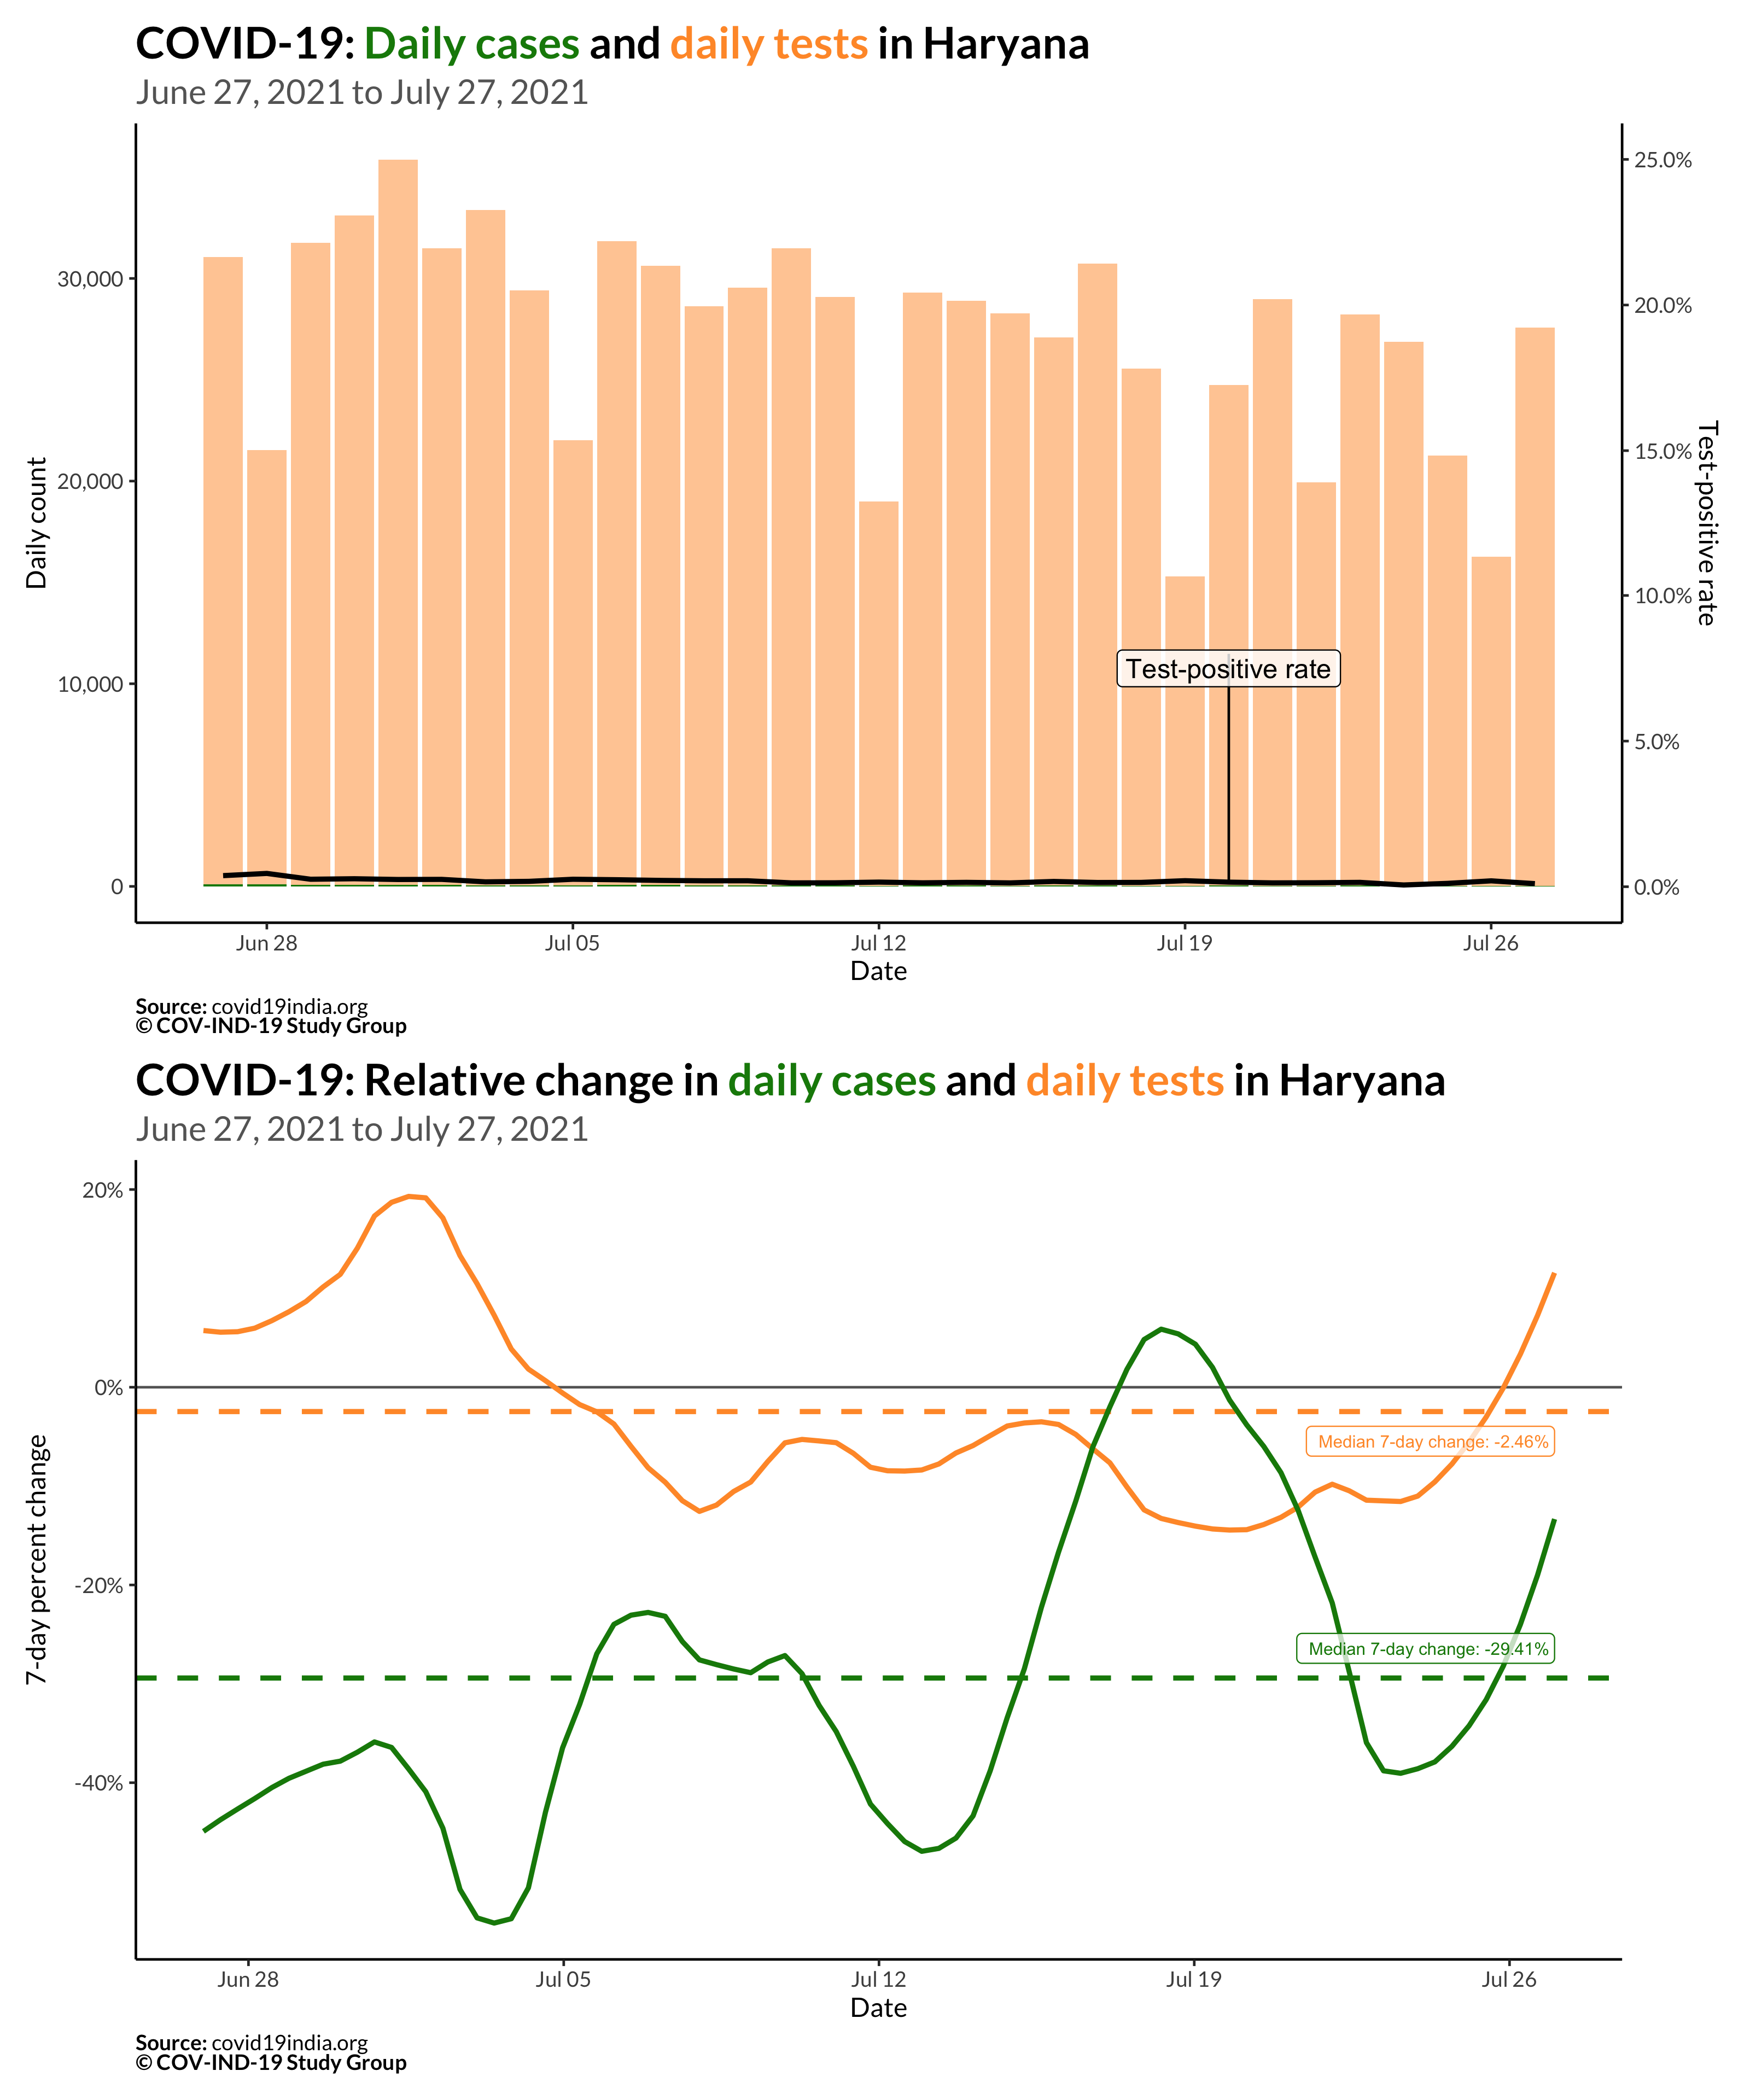 COVID-19: Daily cases and daily tests in Haryana
June 27, 2021 to July 27, 2021
Daily count
30,000
20,000
10,000
0
25.0%
20.0%
15.0%
10.0%
5.0%
0.0%
Test-positive rate
Test-positive rate
Jun 28
Jul 05
Jul 12
Jul 19
Jul 26
Date
Source: covid19india.org
© COV-IND-19 Study Group
COVID-19: Relative change in daily cases and daily tests in Haryana
June 27, 2021 to July 27, 2021
7-day percent change
20%
0%
-20%
-40%
Median 7-day change: -2.46%
Median 7-day change: -29.41%
Jun 28
Jul 05
Jul 12
Jul 19
Jul 26
Date
Source: covid19india.org
© COV-IND-19 Study Group